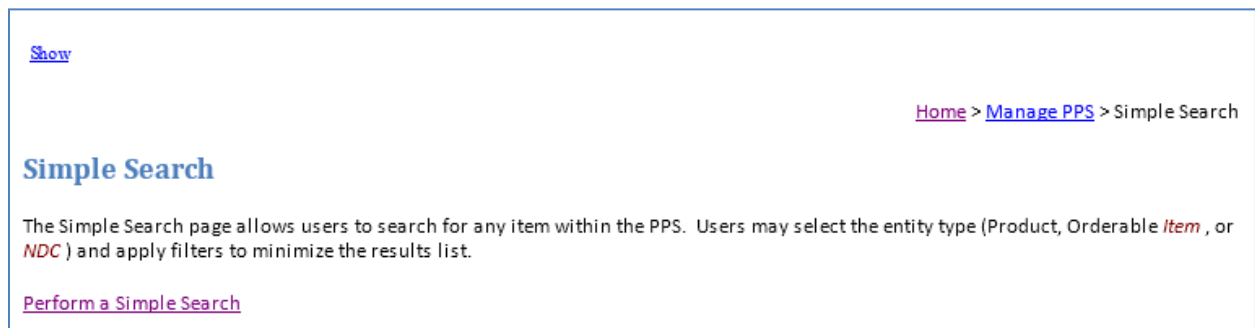 Show
Home > Manage PPS > Simple Search
Simple Search
The Simple Search page allows users to search for any item within the PPS.  Users may select the entity type (Product, Orderable Item , or
NDC ) and apply filters to minimize the results list.
Perform a Simple Search